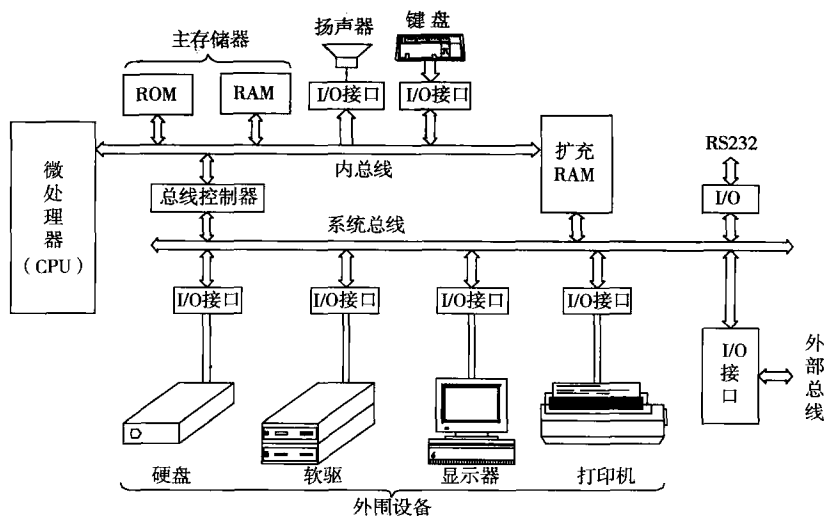 主存储器
扬声器
键盘
ROM
RAM
I/O接口
I/O接口
微处理器
(CPU)
内总线
扩充
RAM
RS232
总线控制器
I/O
系统总线
I/O接口
I/O接口
I/O接口
I/O接口
I/O
接口
外部总线
硬盘
软驱
显示器
打印机
外围设备